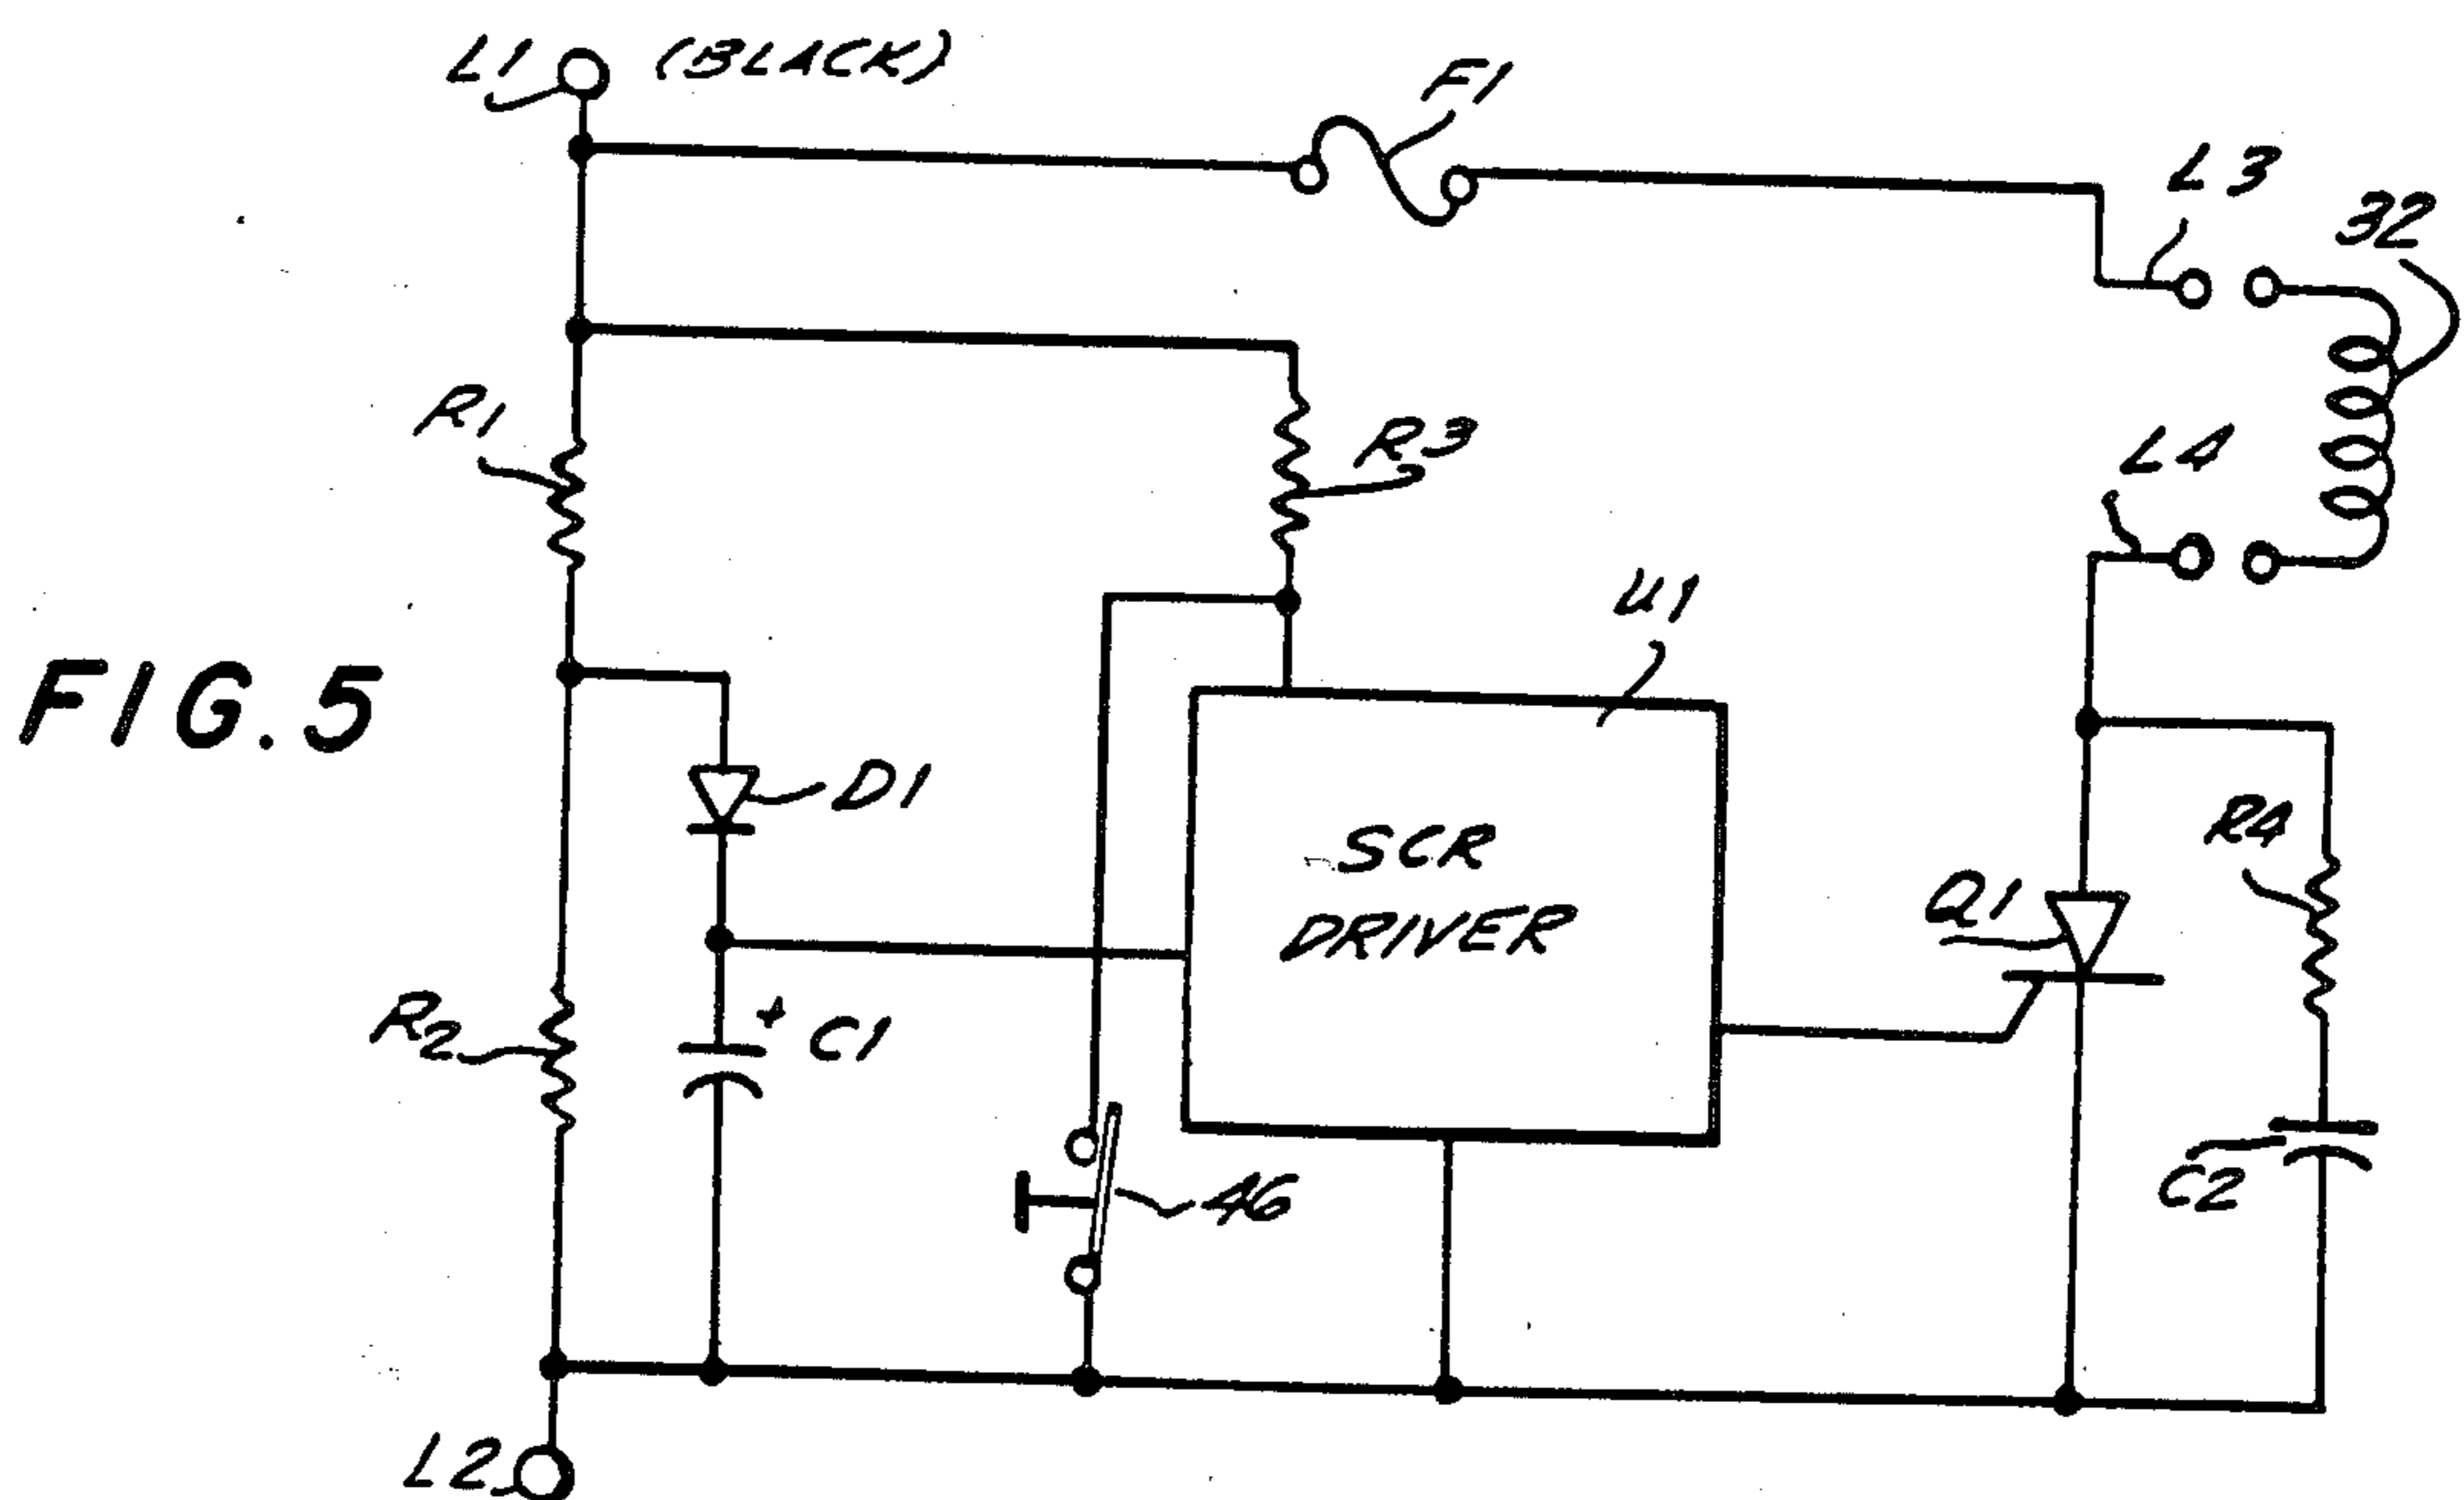 L1 (BLACK)
F1
L3
32
R1
R3
L4
U1
FIG. 5
D1
SCR
DRIVER
R4
Q1
R2
+ C1
46
C2
L2